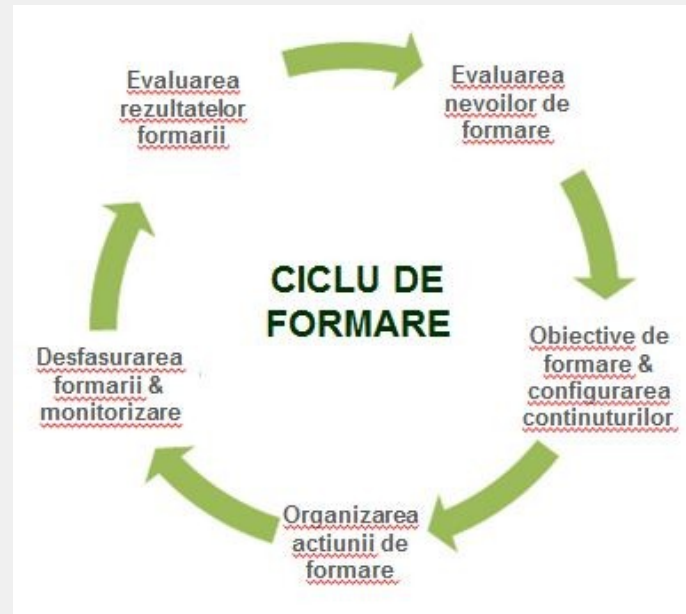 Evaluarea
rezultatelor
formarii
Evaluarea
nevoilor de
formare
CICLU DE
FORMARE
Obiective de
formare &
configurarea
continuturilor
Desfasurarea
formarii &
monitorizare
Organizarea
actiunii de
formare